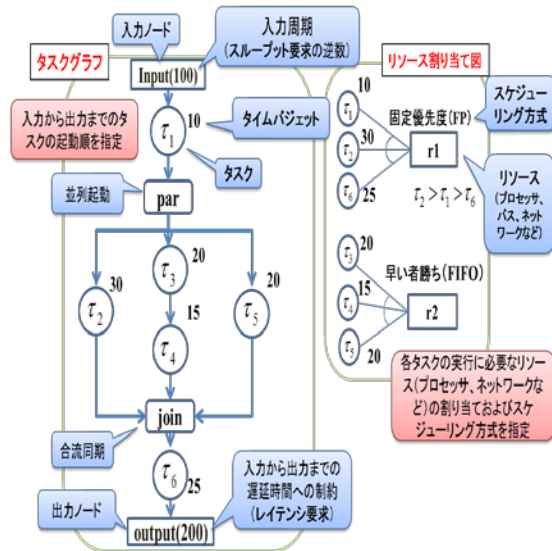 入力ノード
入力周期
(スループット要求の逆数)
タスクグラフ
Input(100)
入力から出力までのタ
スクの起動順を指定
10
τ1
タイムバジェット
タスク
並列起動
par
30
τ2
20
τ3
15
τ4
20
τ5
join
合流同期
τ6
25
入力から出力までの
遅延時間への制約
(レイテンシ要求)
出力ノード
output(200)
リソース割り当て図
スケジュー
リング方式
10
τ1
固定優先度(FP)
30
τ2
r1
τ6
25
τ2>τ1>τ6
リソース
(プロセッサ、
バス、ネット
ワークなど)
20
τ3
早い者勝ち(FIFO)
15
τ4
r2
τ5
20
各タスクの実行に必要なリソー
ス(プロセッサ、ネットワークな
ど)の割り当ておよびスケ
ジューリング方式を指定